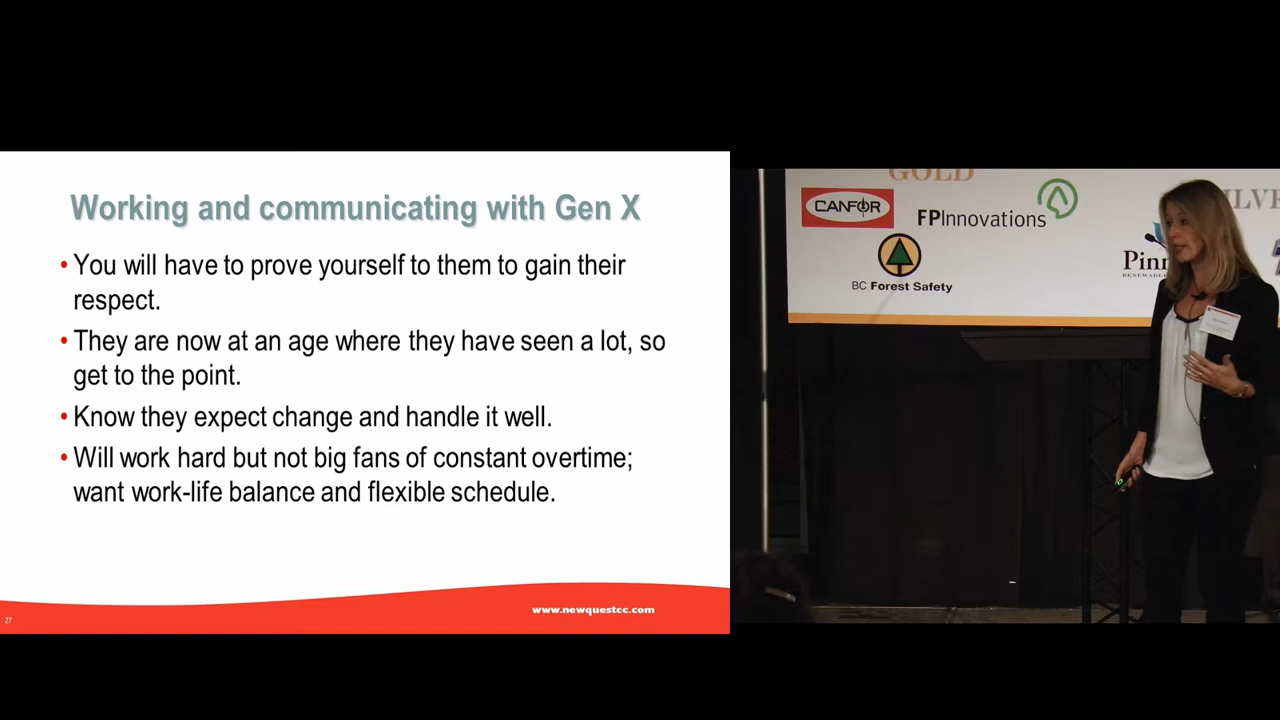 Working and communicating with Gen X
• You will have to prove yourself to them to gain their
respect.
• They are now at an age where they have seen a lot, so
get to the point.
• Know they expect change and handle it well.
• Will work hard but not big fans of constant overtime;
want work-life balance and flexible schedule.
www.newquestcc.com
27
GOLD
CANFOR
FPInnovations
BC Forest Safety